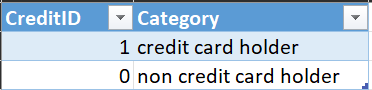 CreditID Category
1 credit card holder
0 non credit card holder